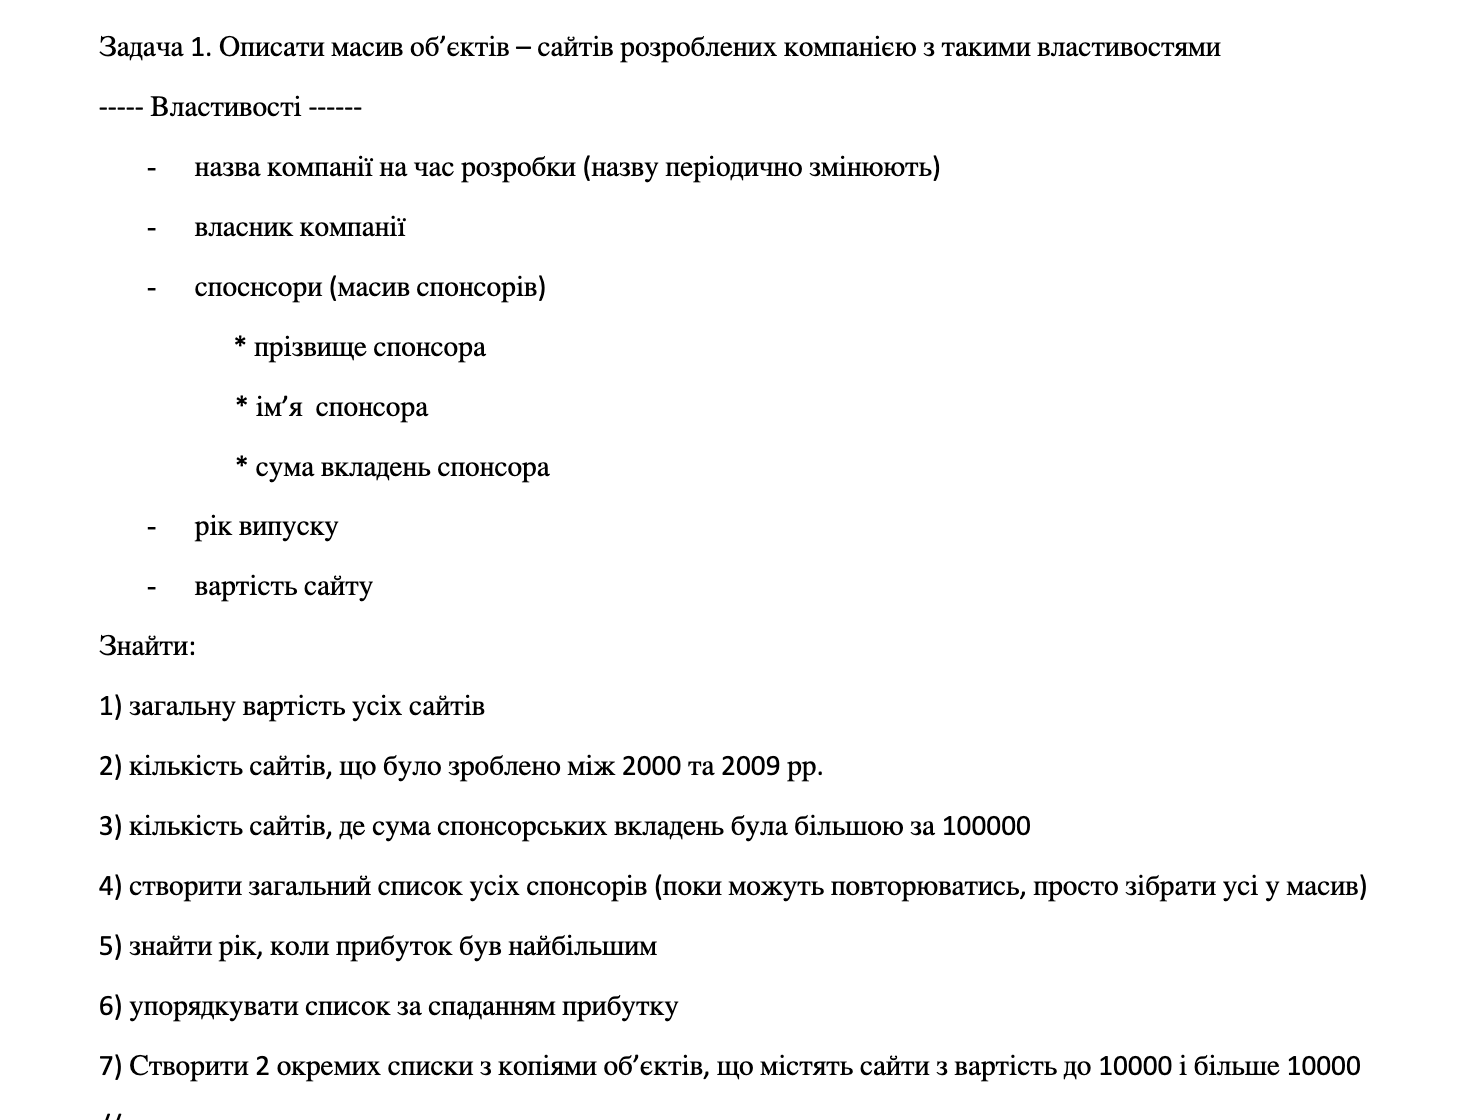 Задача 1. Описати масив об’єктів – сайтів розроблених компанією з такими властивостями
----- Властивості ------
- назва компанії на час розробки (назву періодично змінюють)
- власник компанії
- споснсори (масив спонсорів)
* прізвище спонсора
* ім’я спонсора
* сума вкладень спонсора
- рік випуску
- вартість сайту
Знайти:
1) загальну вартість усіх сайтів
2) кількість сайтів, що було зроблено між 2000 та 2009 рр.
3) кількість сайтів, де сума спонсорських вкладень була більшою за 100000
4) створити загальний список усіх спонсорів (поки можуть повторюватись, просто зібрати усі у масив)
5) знайти рік, коли прибуток був найбільшим
6) упорядкувати список за спаданням прибутку
7) Створити 2 окремих списки з копіями об’єктів, що містять сайти з вартість до 10000 і більше 10000